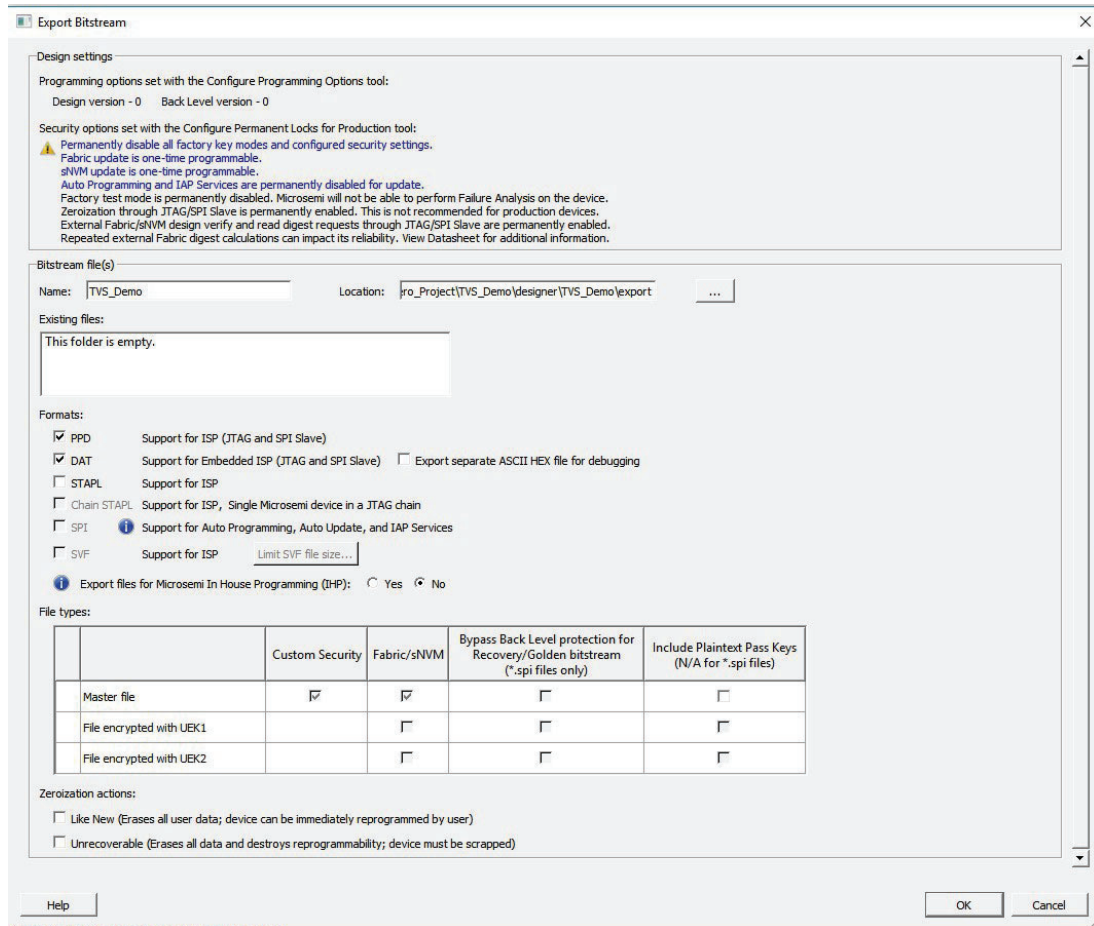 Export Bitstream
Design settings
Programming options set with the Configure Programming Options tool:
Design version - 0 Back Level version - 0
Security options set with the Configure Permanent Locks for Production tool:
Permanently disable all factory key modes and configured security settings.
Fabric update is one-time programmable.
sNVM update is one-time programmable.
Auto Programming and IAP Services are permanently disabled for update.
Factory test mode is permanently disabled. Microsemi will not be able to perform Failure Analysis on the device.
Zeroization through JTAG/SPI Slave is permanently enabled. This is not recommended for production devices.
External Fabric/sNVM design verify and read digest requests through JTAG/SPI Slave are permanently enabled.
Repeated external Fabric digest calculations can impact its reliability. View Datasheet for additional information.
Bitstream file(s)
Name: TVS_Demo Location: ero_Project\TVS_Demo\designer\TVS_Demo\export ...
Existing files:
This folder is empty.
Formats:
PPD Support for ISP (JTAG and SPI Slave)
DAT Support for Embedded ISP (JTAG and SPI Slave) Export separate ASCII HEX file for debugging
STAPL Support for ISP
Chain STAPL Support for ISP, Single Microsemi device in a JTAG chain
SPI Support for Auto Programming, Auto Update, and IAP Services
SVF Support for ISP Limit SVF file size...
Export files for Microsemi In House Programming (IHP): Yes No
File types:
Custom Security Fabric/sNVM Bypass Back Level protection for Recovery/Golden bitstream (*.spi files only) Include Plaintext Pass Keys (N/A for *.spi files)
Master file
File encrypted with UEK1
File encrypted with UEK2
Zeroization actions:
Like New (Erases all user data; device can be immediately reprogrammed by user)
Unrecoverable (Erases all data and destroys reprogrammability; device must be scrapped)
Help OK Cancel